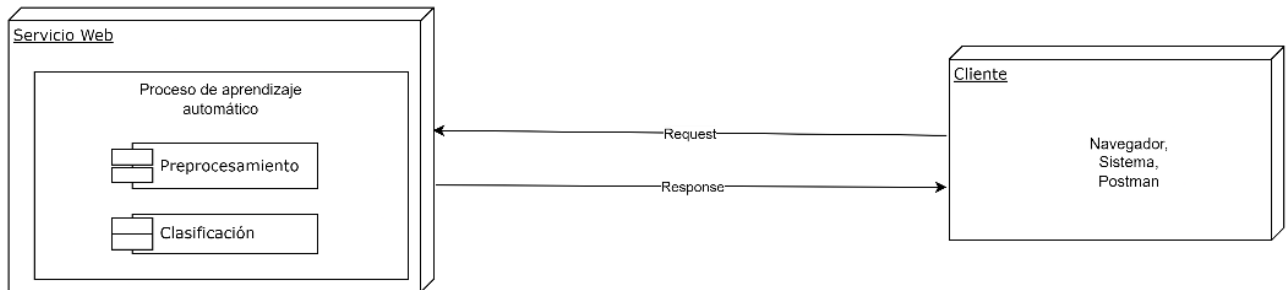 Servicio Web
Proceso de aprendizaje
automático
Preprocesamiento
Clasificación
Request
Response
Cliente
Navegador,
Sistema,
Postman